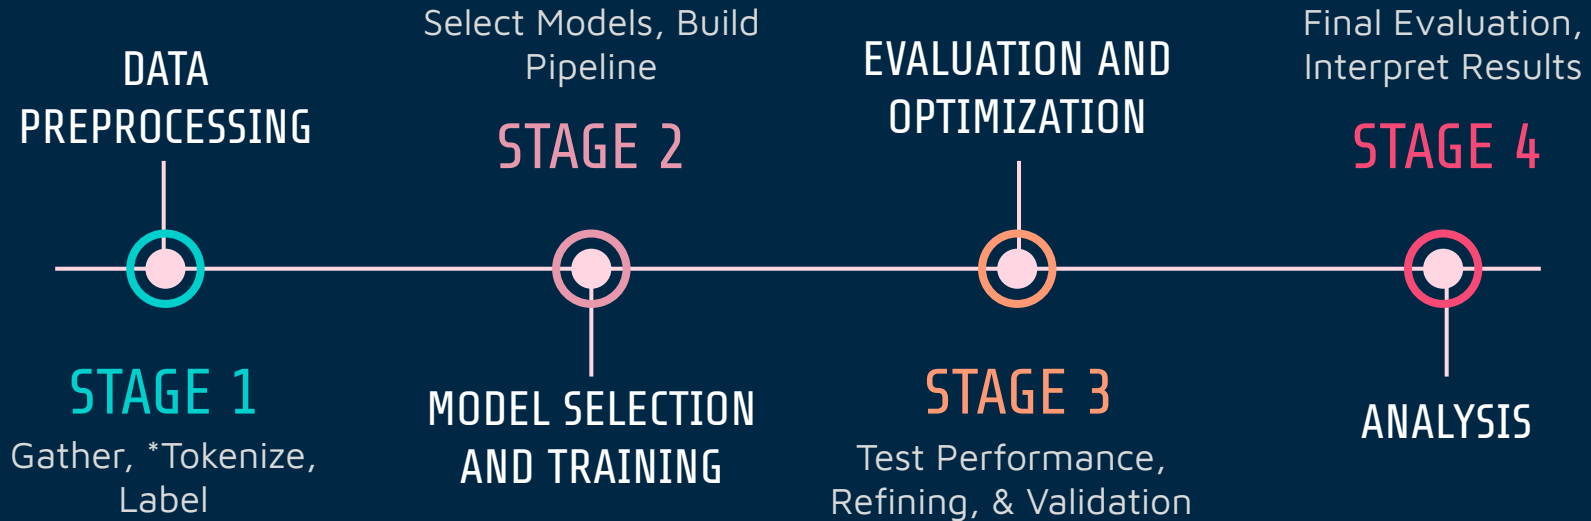 DATA
PREPROCESSING
STAGE 1
Gather, *Tokenize,
Label
Select Models, Build
Pipeline
STAGE 2
MODEL SELECTION
AND TRAINING
EVALUATION AND
OPTIMIZATION
STAGE 3
Test Performance,
Refining, & Validation
Final Evaluation,
Interpret Results
STAGE 4
ANALYSIS